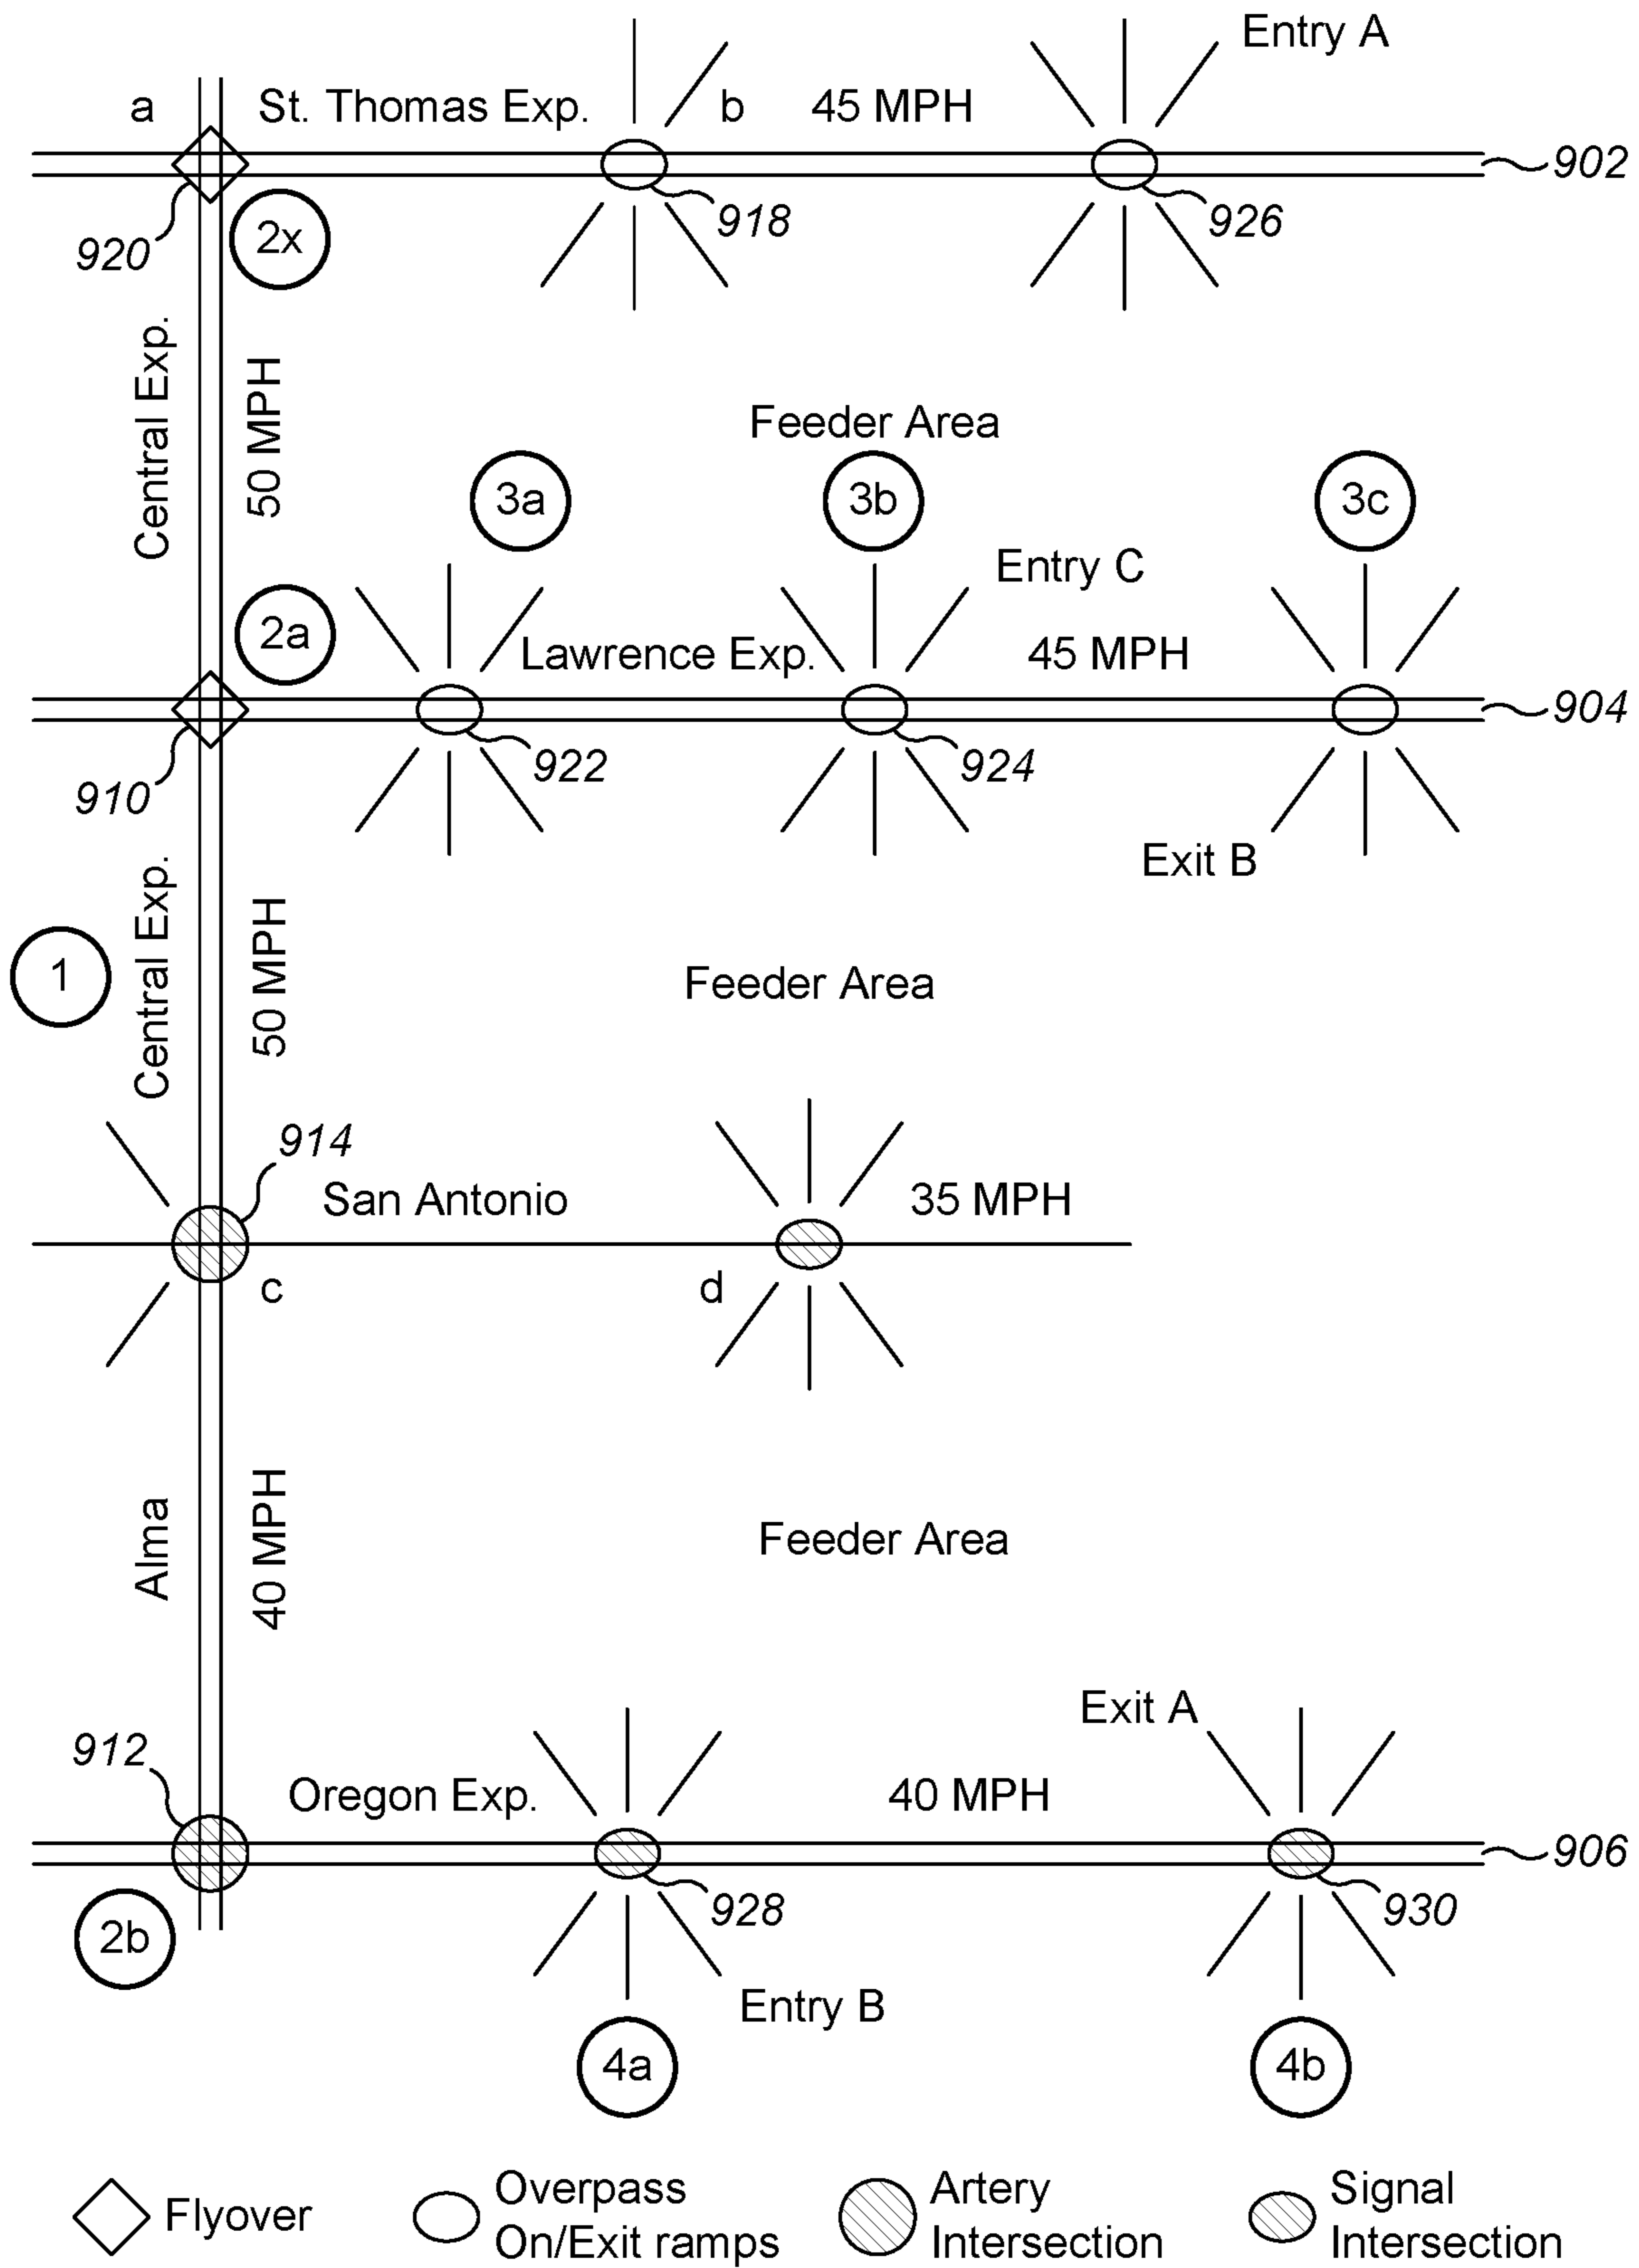 Entry A
a
St. Thomas Exp.
b
45 MPH
902
920
2x
918
926
Central Exp.
50 MPH
Feeder Area
3a
3b
3c
Entry C
2a
Lawrence Exp.
45 MPH
904
910
922
924
Exit B
1
Central Exp.
50 MPH
Feeder Area
914
San Antonio
35 MPH
c
d
Alma
40 MPH
Feeder Area
Exit A
912
Oregon Exp.
40 MPH
906
2b
928
930
Entry B
4a
4b
Flyover
Overpass
On/Exit ramps
Artery
Intersection
Signal
Intersection